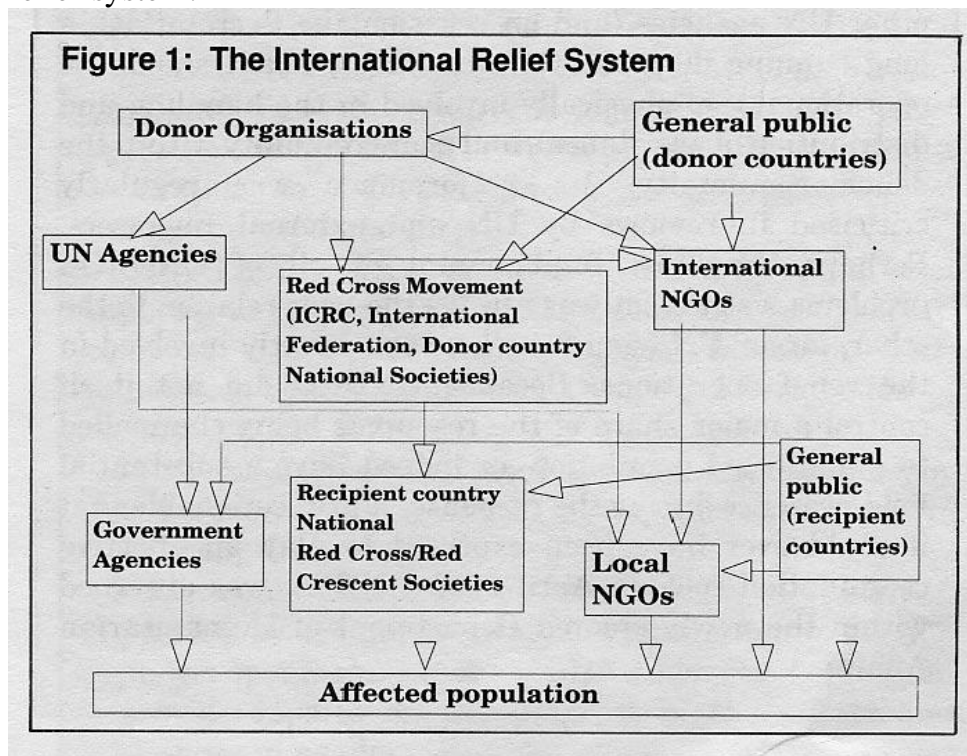 Figure 1: The International Relief System
Donor Organisations
General public
(donor countries)
UN Agencies
International
NGOs
Red Cross Movement
(ICRC, International
Federation, Donor country
National Societies)
General
public
(recipient
countries)
Recipient country
National
Red Cross/Red
Crescent Societies
Government
Agencies
Local
NGOs
Affected population